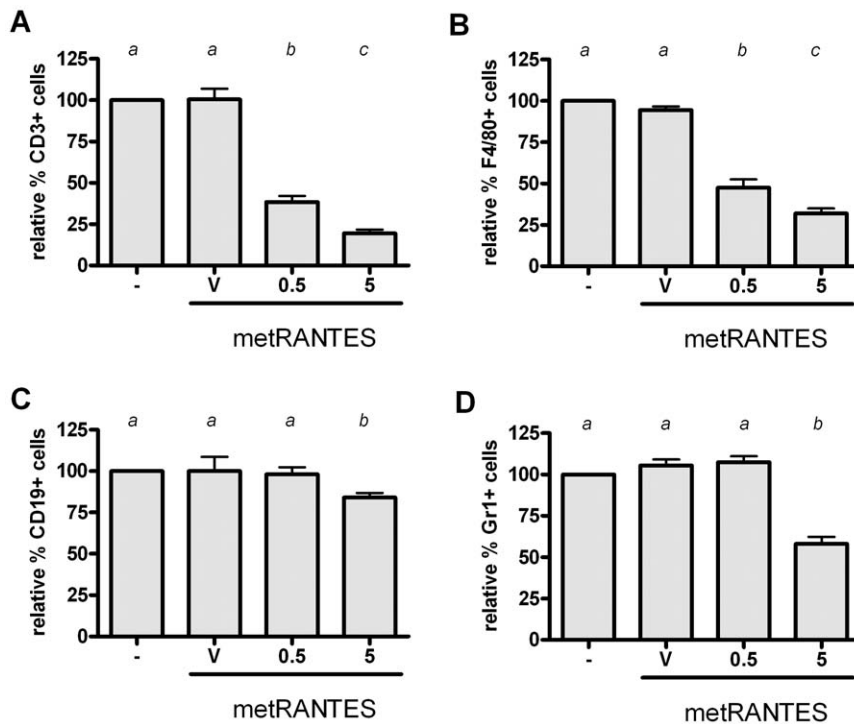 A
a a b c
relative % CD3+ cells
125
100
75
50
25
0
- V 0.5 5
metRANTES
B
a a b c
relative % F4/80+ cells
125
100
75
50
25
0
- V 0.5 5
metRANTES
C
a a a b
relative % CD19+ cells
125
100
75
50
25
0
- V 0.5 5
metRANTES
D
a a a b
relative % Gr1+ cells
125
100
75
50
25
0
- V 0.5 5
metRANTES